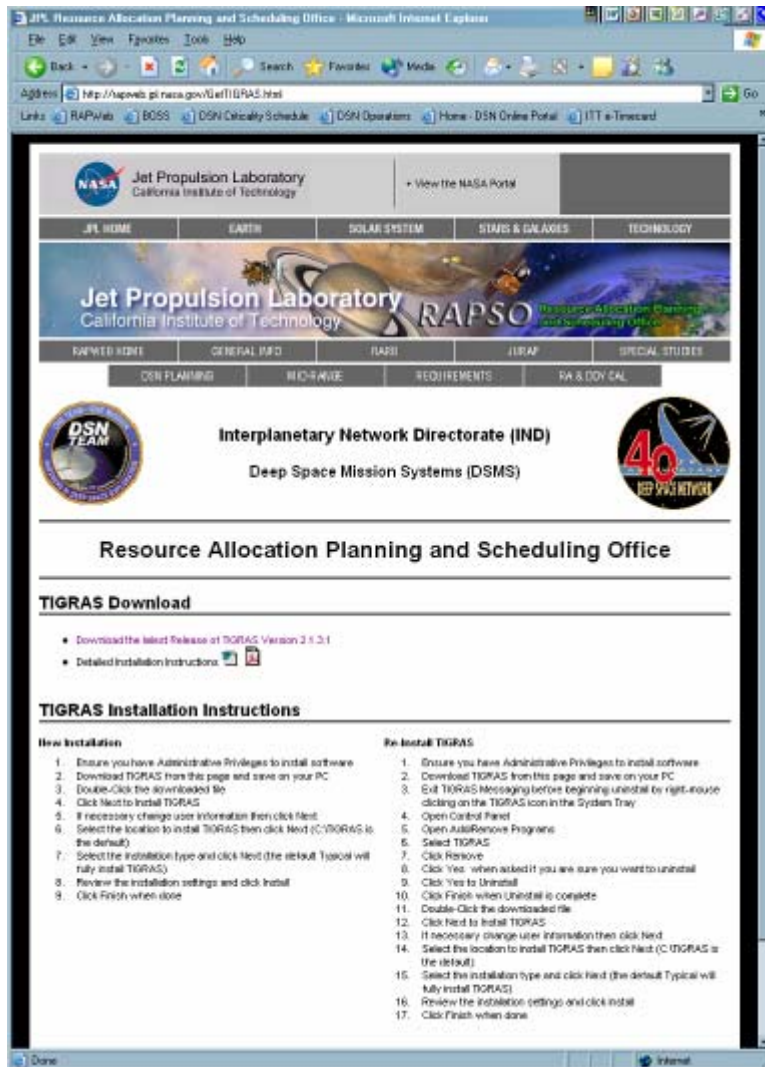 JPL Resource Allocation Planning and Scheduling Office - Microsoft Internet Explorer
File Edit View Favorites Tools Help
Back Search Favorites Media
Address http://rapweb.jpl.nasa.gov/GetTIGRAS.html Go
Links RAPWeb BOSS DSN Criticality Schedule DSN Operations Home - DSN Online Portal ITT e-Timecard
NASA
Jet Propulsion Laboratory
California Institute of Technology
+ View the NASA Portal
JPL HOME EARTH SOLAR SYSTEM STARS & GALAXIES TECHNOLOGY
Jet Propulsion Laboratory
California Institute of Technology
RAPSO Resource Allocation Planning
and Scheduling Office
RAPWEB HOME GENERAL INFO RARB JURAP SPECIAL STUDIES
DSN PLANNING MID-RANGE REQUIREMENTS RA & DDV CAL
DSN
TEAM
Interplanetary Network Directorate (IND)
Deep Space Mission Systems (DSMS)
40
DEEP SPACE NETWORK
Resource Allocation Planning and Scheduling Office
TIGRAS Download
Download the latest Release of TIGRAS Version 2.1.3.1
Detailed Installation Instructions
TIGRAS Installation Instructions
New Installation
1. Ensure you have Administrative Privileges to install software
2. Download TIGRAS from this page and save on your PC
3. Double-Click the downloaded file
4. Click Next to Install TIGRAS
5. If necessary change user information then click Next
6. Select the location to install TIGRAS then click Next (C:\TIGRAS is
the default)
7. Select the installation type and click Next (the default Typical will
fully install TIGRAS)
8. Review the installation settings and click Install
9. Click Finish when done
Re-Install TIGRAS
1. Ensure you have Administrative Privileges to install software
2. Download TIGRAS from this page and save on your PC
3. Exit TIGRAS Messaging before beginning uninstall by right-mouse
clicking on the TIGRAS icon in the System Tray
4. Open Control Panel
5. Open Add/Remove Programs
6. Select TIGRAS
7. Click Remove
8. Click Yes when asked if you are sure you want to uninstall
9. Click Yes to Uninstall
10. Click Finish when Uninstall is complete
11. Double-Click the downloaded file
12. Click Next to Install TIGRAS
13. If necessary change user information then click Next
14. Select the location to install TIGRAS then click Next (C:\TIGRAS is
the default)
15. Select the installation type and click Next (the default Typical will
fully install TIGRAS)
16. Review the installation settings and click Install
17. Click Finish when done
Done Internet